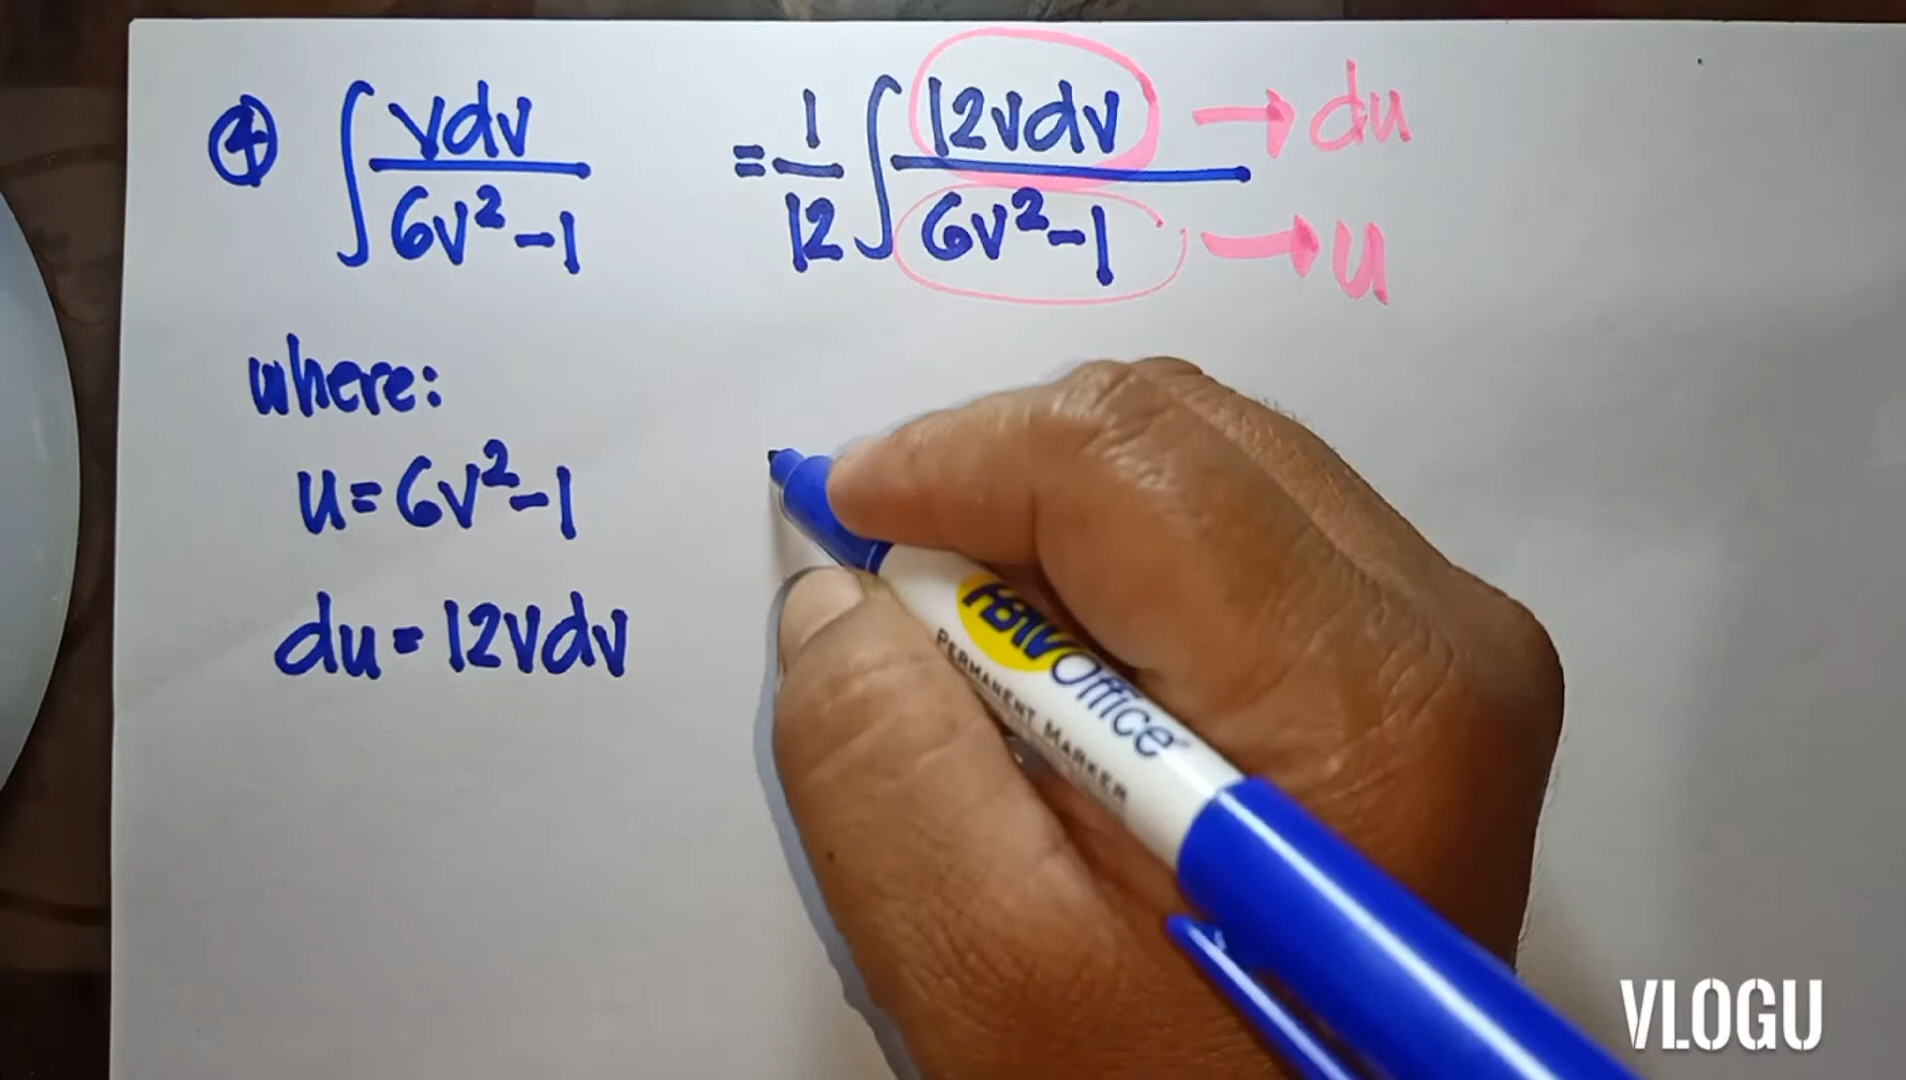 ④ ∫ vdv / 6v²-1 = 1/12 ∫ 12vdv / 6v²-1 → du → u
where:
u = 6v²-1
du = 12vdv
Office
PERMANENT MARKER
VLOGU